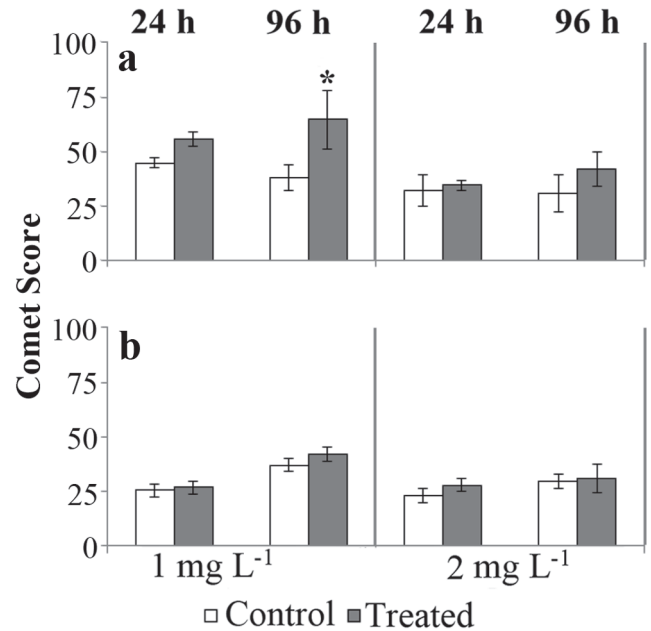 24 h 96 h 24 h 96 h
a
*
100
75
50
25
0
Comet Score
b
100
75
50
25
0
1 mg L⁻¹ 2 mg L⁻¹
Control Treated